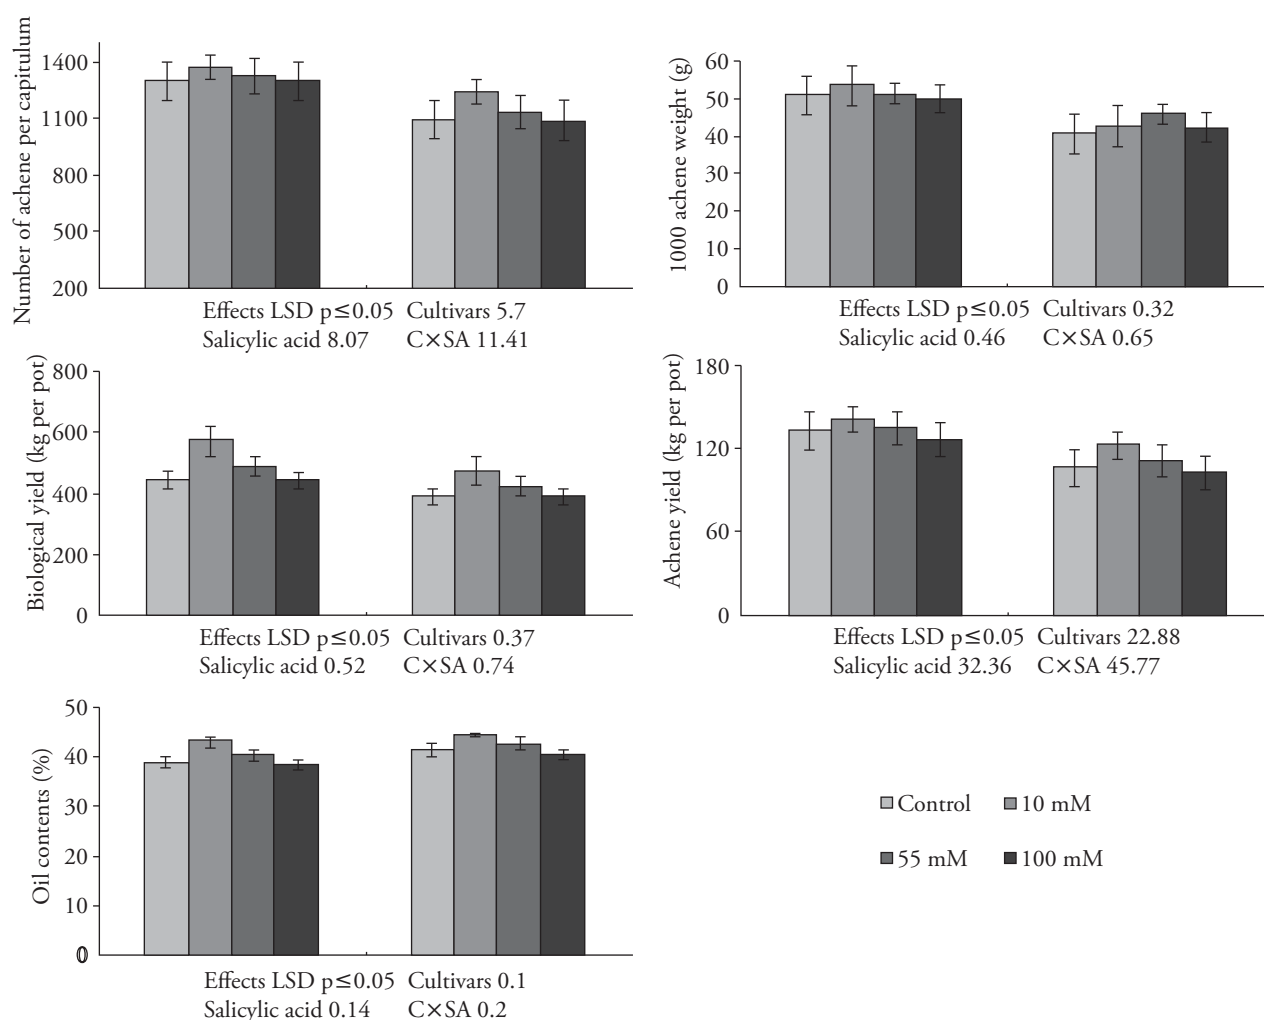 Number of achene per capitulum
1400
1100
800
500
200
Effects LSD p≤0.05 Cultivars 5.7
Salicylic acid 8.07 C×SA 11.41
1000 achene weight (g)
60
50
40
30
20
10
0
Effects LSD p≤0.05 Cultivars 0.32
Salicylic acid 0.46 C×SA 0.65
Biological yield (kg per pot)
800
600
400
200
0
Effects LSD p≤0.05 Cultivars 0.37
Salicylic acid 0.52 C×SA 0.74
Achene yield (kg per pot)
180
120
60
0
Effects LSD p≤0.05 Cultivars 22.88
Salicylic acid 32.36 C×SA 45.77
Oil contents (%)
50
40
30
20
10
0
Effects LSD p≤0.05 Cultivars 0.1
Salicylic acid 0.14 C×SA 0.2
Control 10 mM
55 mM 100 mM